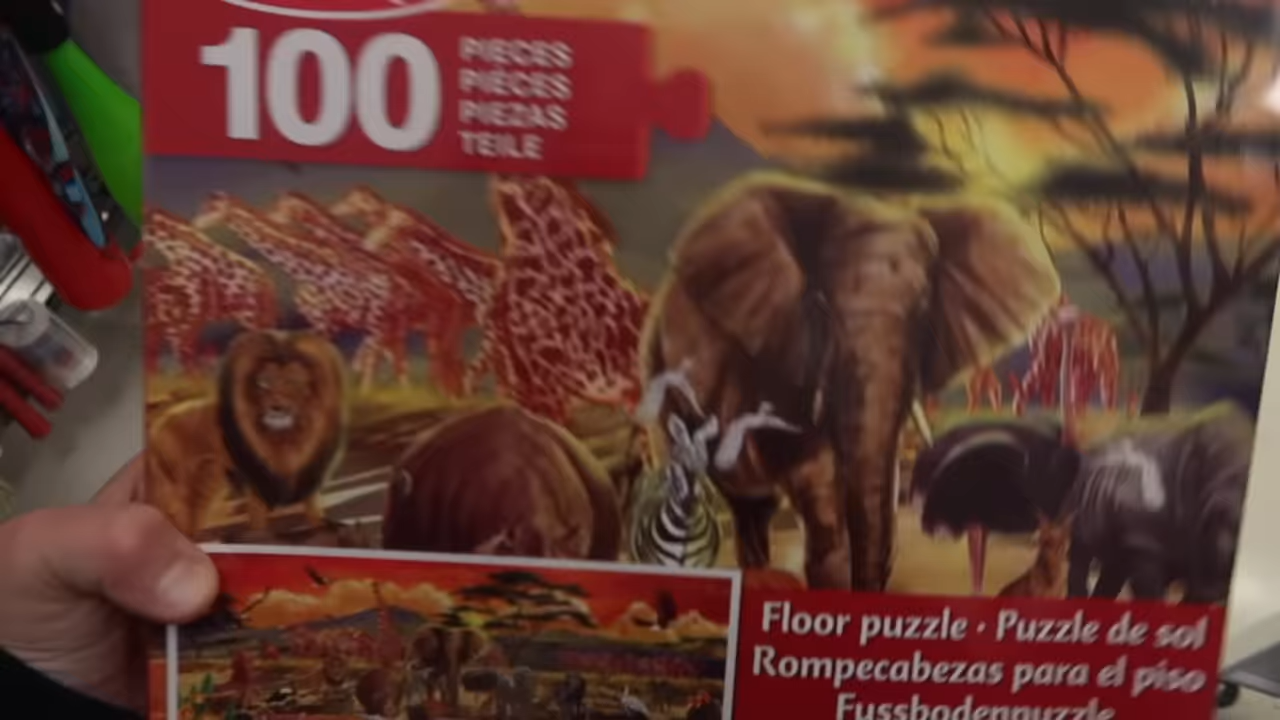 100
PIECES
PIÈCES
PIEZAS
TEILE
Floor puzzle · Puzzle de sol
Rompecabezas para el piso
Fussbodenpuzzle